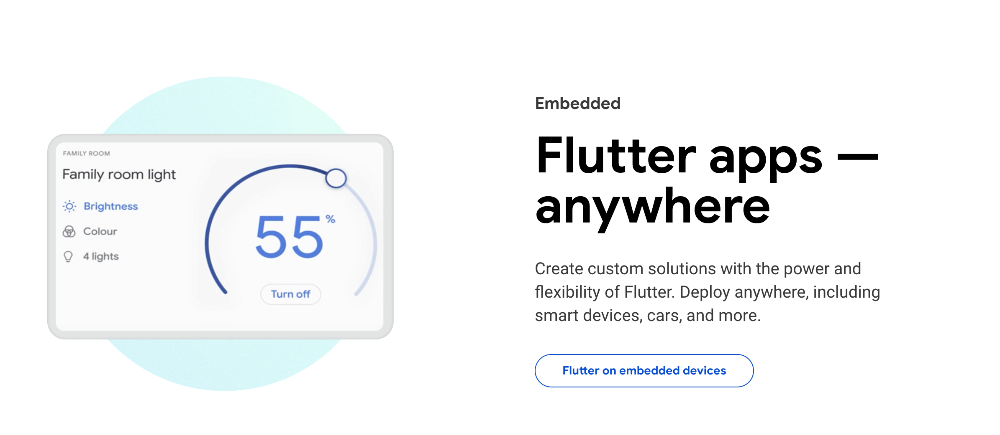 FAMILY ROOM
Family room light
Brightness
Colour
4 lights
55%
Turn off
Embedded
Flutter apps —
anywhere
Create custom solutions with the power and
flexibility of Flutter. Deploy anywhere, including
smart devices, cars, and more.
Flutter on embedded devices